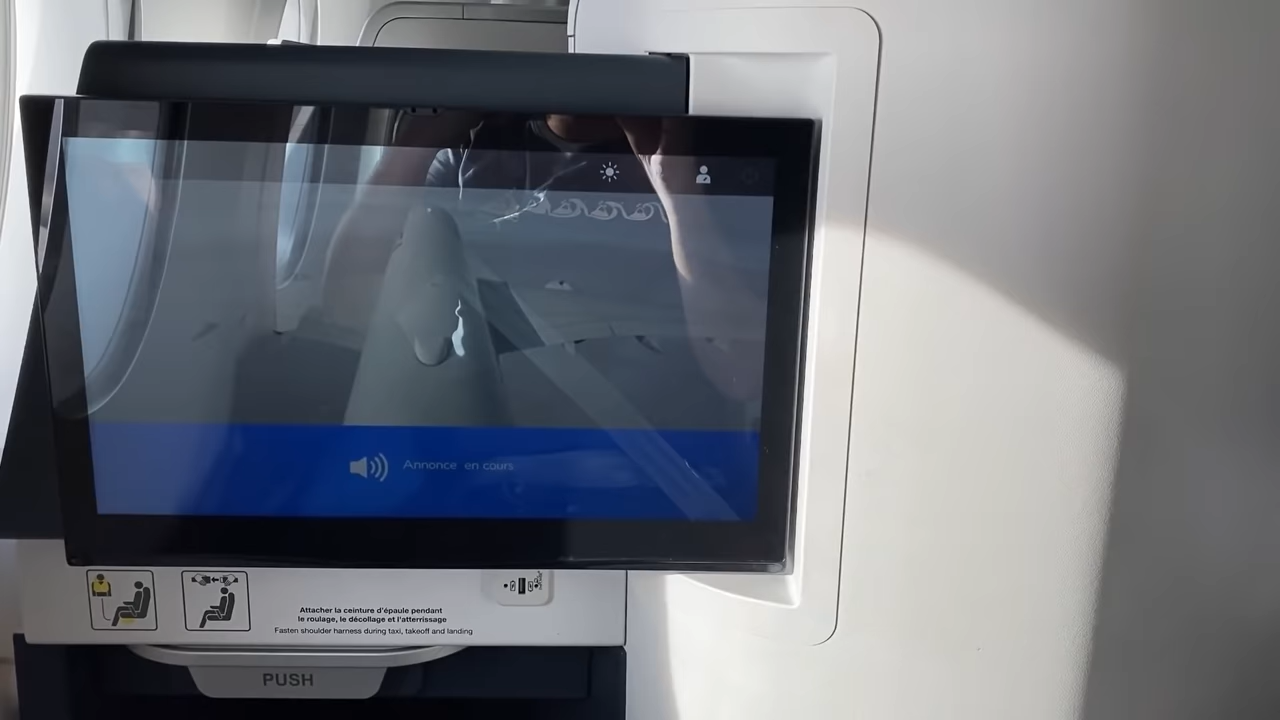 Annonce en cours
Attacher la ceinture d'épaule pendant
le roulage, le décollage et l'atterrissage
Fasten shoulder harness during taxi, takeoff and landing
PUSH